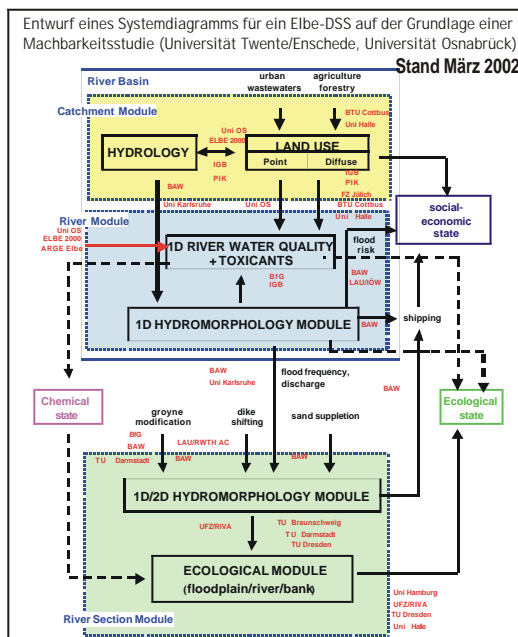 Entwurf eines Systemdiagramms für ein Elbe-DSS auf der Grundlage einer
Machbarkeitsstudie (Universität Twente/Enschede, Universität Osnabrück)
Stand März 2002
River Basin
urban
wastewaters
agriculture
forestry
Catchment Module
BTU Cottbus
Uni Halle
Uni OS
ELBE 2000
HYDROLOGY
LAND USE
Point
Diffuse
IGB
PIK
IGB
PIK
FZ Jülich
BAW
Uni Karlsruhe
Uni OS
BTU Cottbus
Uni Halle
social-
economic
state
River Module
Uni OS
ELBE 2000
ARGE Elbe
1D RIVER WATER QUALITY
+ TOXICANTS
flood
risk
BfG
IGB
BAW
LAU/IÖW
1D HYDROMORPHOLOGY MODULE
BAW
shipping
BAW
Uni Karlsruhe
flood frequency,
discharge
BAW
Chemical
state
Ecological
state
groyne
modification
dike
shifting
sand suppletion
BfG
BAW
TU Darmstadt
LAU/RWTH AC
BAW
BAW
1D/2D HYDROMORPHOLOGY MODULE
UFZ/RIVA
TU Braunschweig
TU Darmstadt
TU Dresden
ECOLOGICAL MODULE
(floodplain/river/bank)
Uni Hamburg
UFZ/RIVA
TU Dresden
Uni Halle
River Section Module